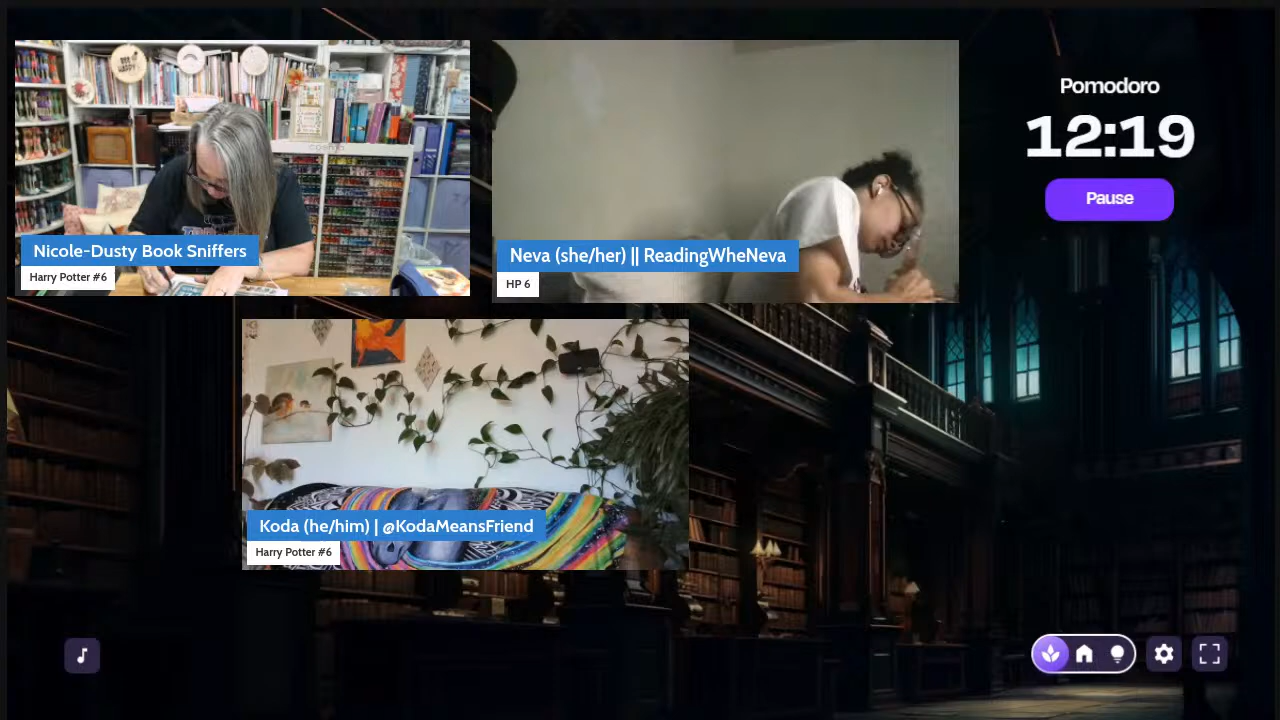 Pomodoro
12:19
Pause
Nicole-Dusty Book Sniffers
Harry Potter #6
Neva (she/her) || ReadingWheNeva
HP 6
Koda (he/him) | @KodaMeansFriend
Harry Potter #6